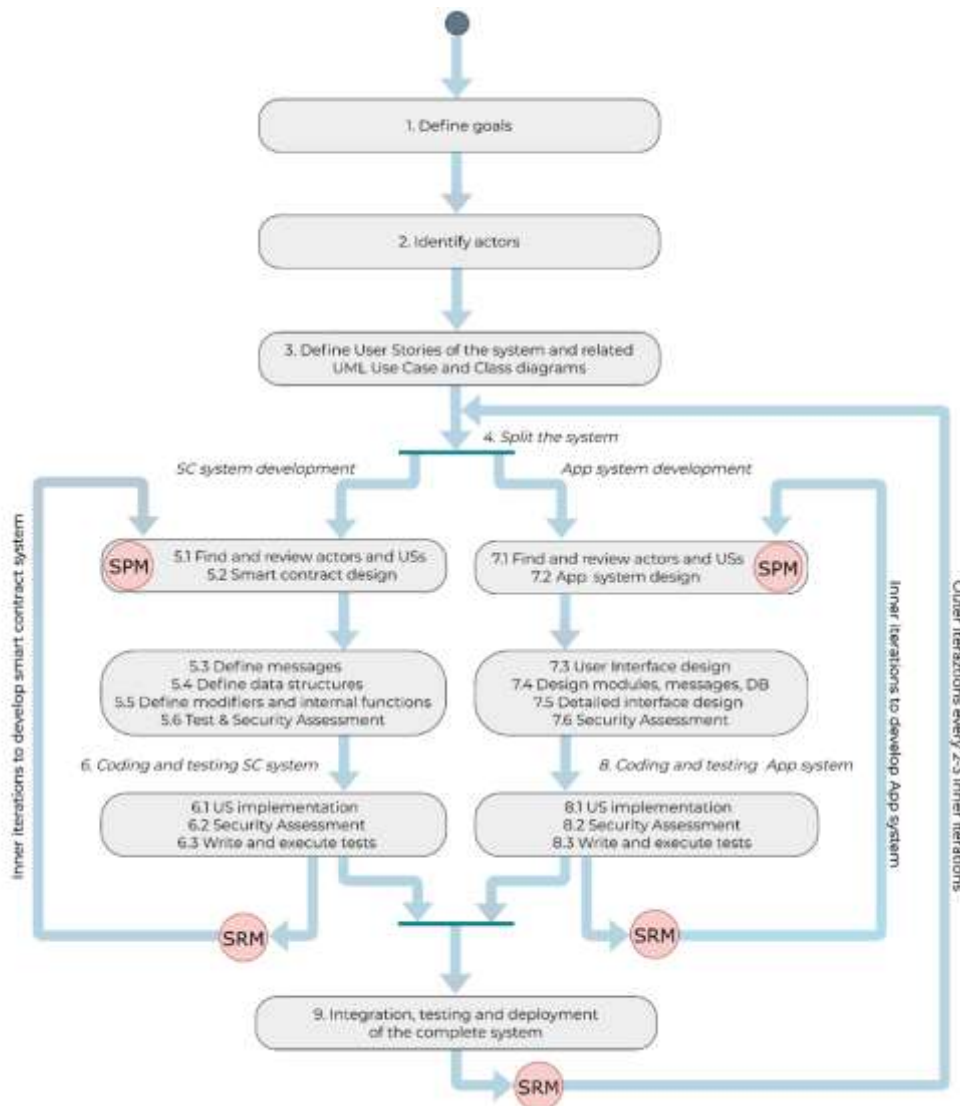 1. Define goals
2. Identify actors
3. Define User Stories of the system and related
UML Use Case and Class diagrams
4. Split the system
SC system development
App system development
SPM
5.1 Find and review actors and USs
5.2 Smart contract design
7.1 Find and review actors and USs
7.2 App system design
SPM
5.3 Define messages
5.4 Define data structures
5.5 Define modifiers and internal functions
5.6 Test & Security Assessment
7.3 User Interface design
7.4 Design modules, messages, DB
7.5 Detailed interface design
7.6 Security Assessment
6. Coding and testing SC system
8. Coding and testing App system
6.1 US implementation
6.2 Security Assessment
6.3 Write and execute tests
8.1 US implementation
8.2 Security Assessment
8.3 Write and execute tests
SRM
SRM
9. Integration, testing and deployment
of the complete system
SRM
Inner iterations to develop smart contract system
Inner iterations to develop App system
Outer iteraztions every 2-3 inner iterations